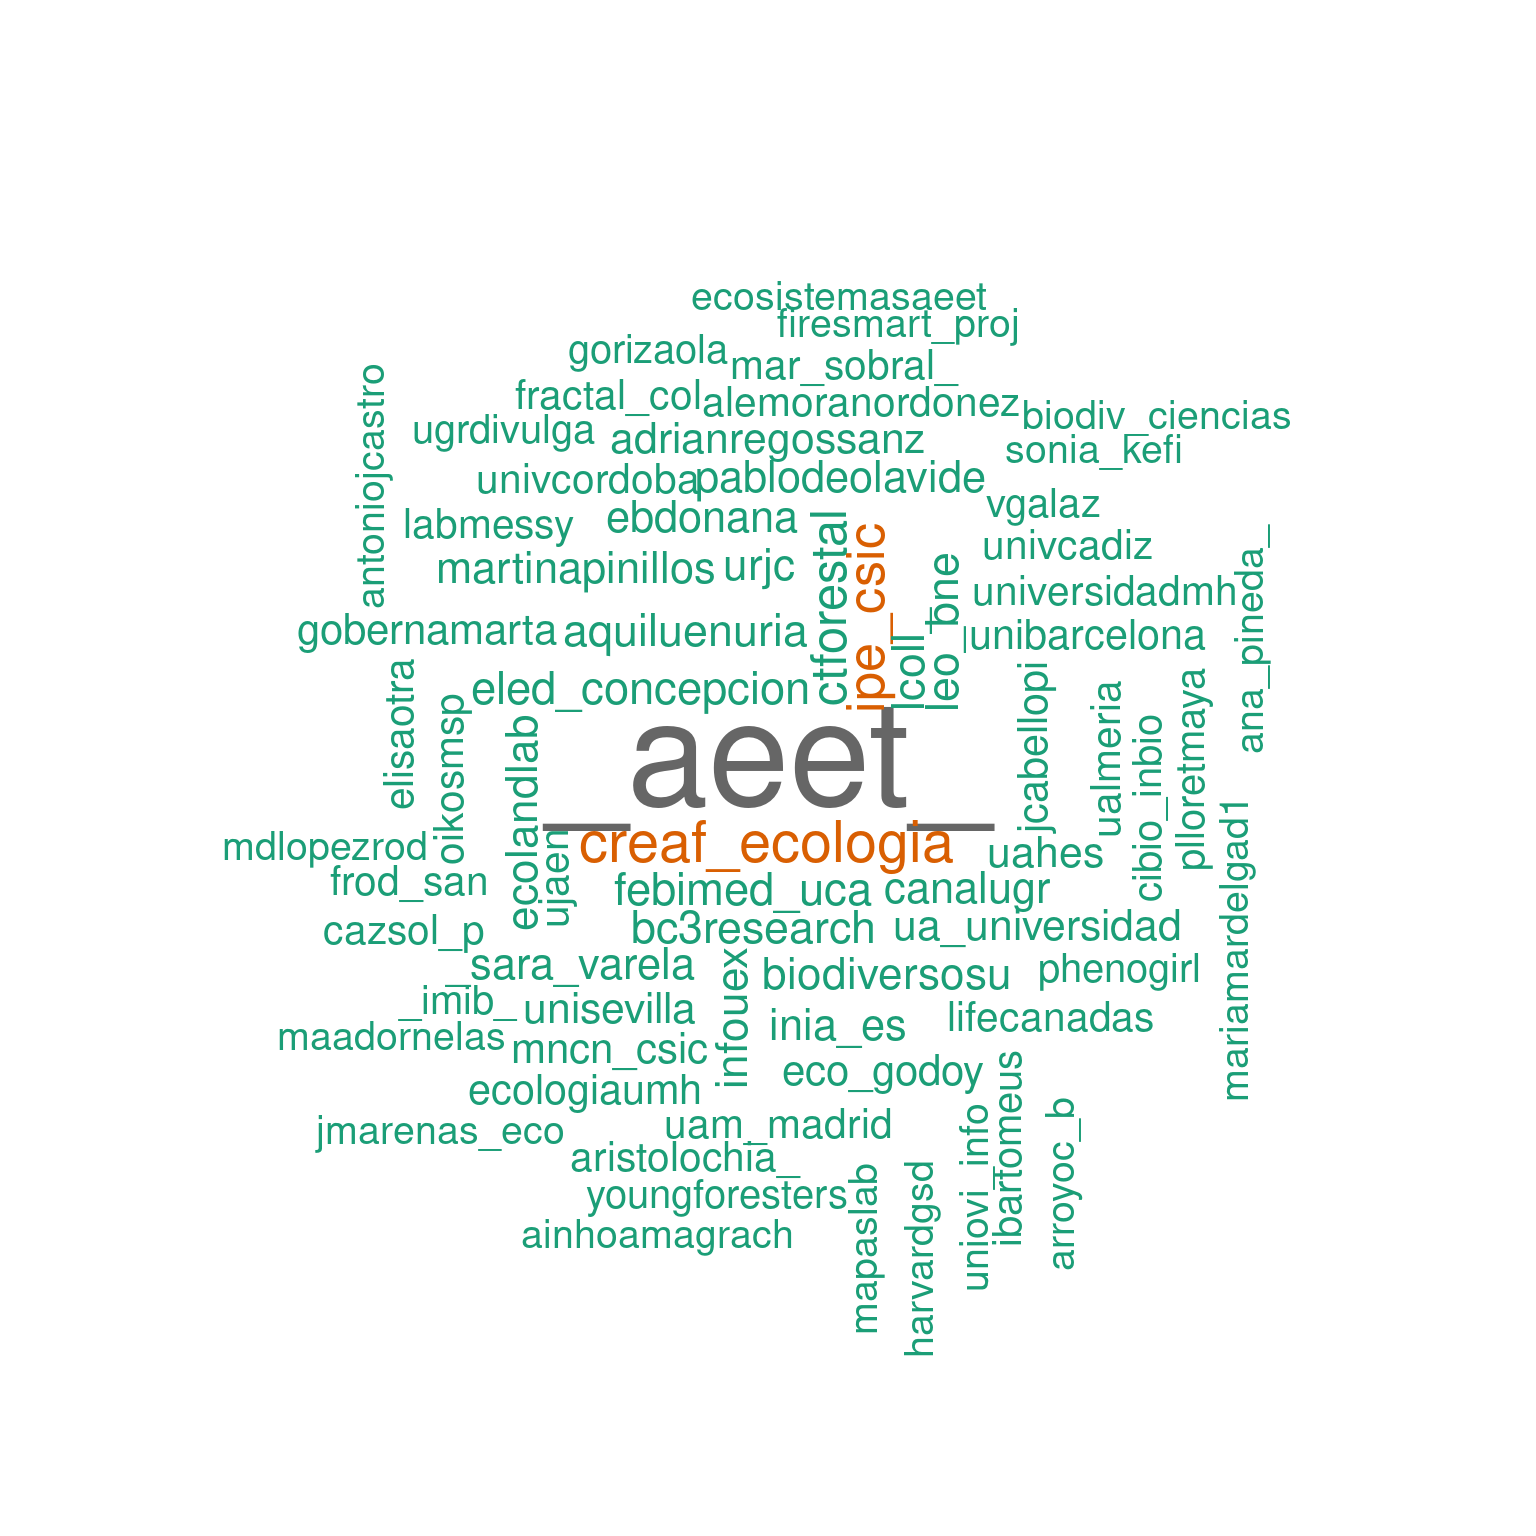 ecosistemasaeet
firesmart_proj
gorizaola
mar_sobral_
antoniojcastro
fractal_col
alemoranordonez
biodiv_ciencias
ugrdivulga
adrianregossanz
sonia_kefi
univcordoba
pablodeolavide
vgalaz
labmessy
ebdonana
ctforestal
ipe_csic
univcadiz
ana_pineda_
martinapinillos
urjc
leo_bne
universidadmh
gobernamarta
aquiluenuria
lcoll_
unibarcelona
elisaotra
eled_concepcion
jcabellopi
ualmeria
plloretmaya
oikosmsp
ecolandlab
_aeet_
cibio_inbio
mdlopezrod
ujaen
creaf_ecologia
uahes
mariamardelgad1
frod_san
febimed_uca
canalugr
cazsol_p
bc3research
ua_universidad
_sara_varela
infouex
biodiversosu
phenogirl
_imib_
unisevilla
inia_es
lifecanadas
maadornelas
mncn_csic
eco_godoy
ibartomeus
ecologiaumh
jmarenas_eco
uam_madrid
uniovi_info
arroyoc_b
aristolochia_
youngforesters
mapaslab
harvardgsd
ainhoamagrach